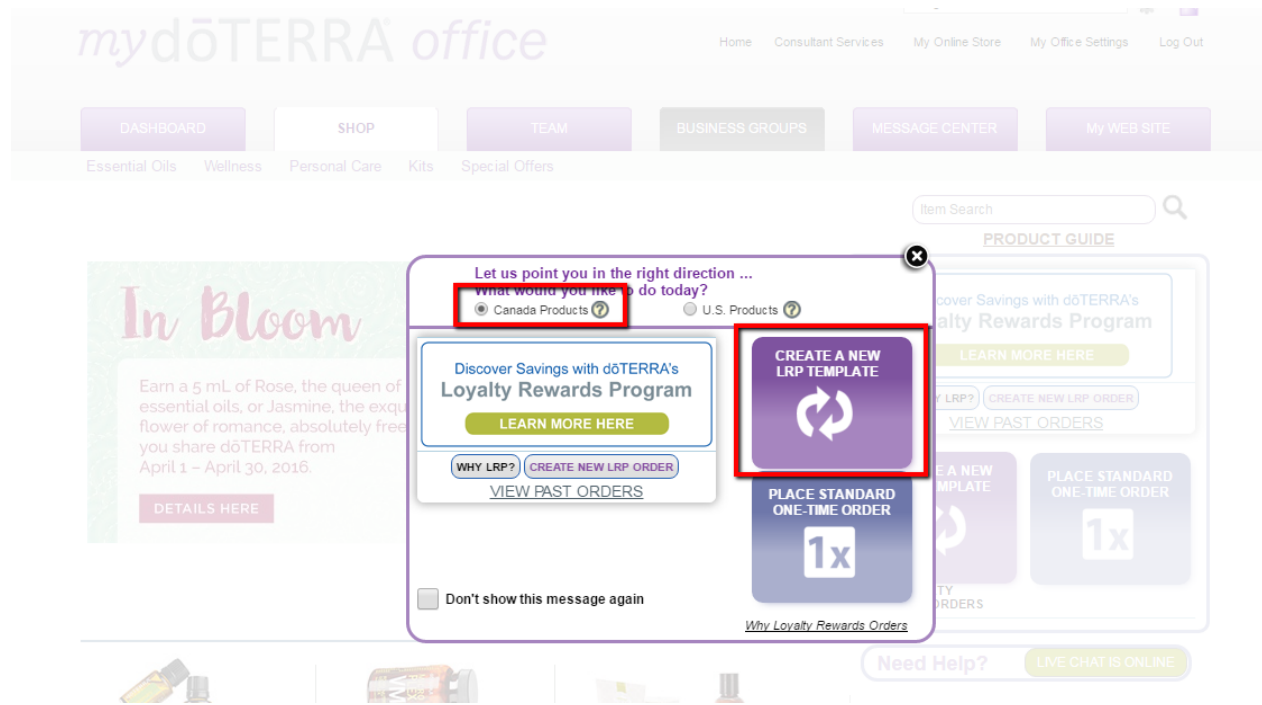 mydōTERRA office
Home Consultant Services My Online Store My Office Settings Log Out
DASHBOARD SHOP TEAM BUSINESS GROUPS MESSAGE CENTER My WEB SITE
Essential Oils Wellness Personal Care Kits Special Offers
Item Search
PRODUCT GUIDE
Let us point you in the right direction ...
What would you like to do today?
Canada Products ? U.S. Products ?
In Bloom
Earn a 5 mL of Rose, the queen of
essential oils, or Jasmine, the
flower of romance, absolutely
you share dōTERRA from
April 1 – April 30, 2016.
DETAILS HERE
Discover Savings with dōTERRA's
Loyalty Rewards Program
LEARN MORE HERE
WHY LRP? CREATE NEW LRP ORDER
VIEW PAST ORDERS
CREATE A NEW
LRP TEMPLATE
PLACE STANDARD
ONE-TIME ORDER
1x
Don't show this message again
Why Loyalty Rewards Orders
Savings with dōTERRA's
Rewards Program
LEARN MORE HERE
LRP? CREATE NEW LRP ORDER
VIEW PAST ORDERS
A NEW
PLACE STANDARD
ONE-TIME ORDER
1x
Need Help? LIVE CHAT IS ONLINE